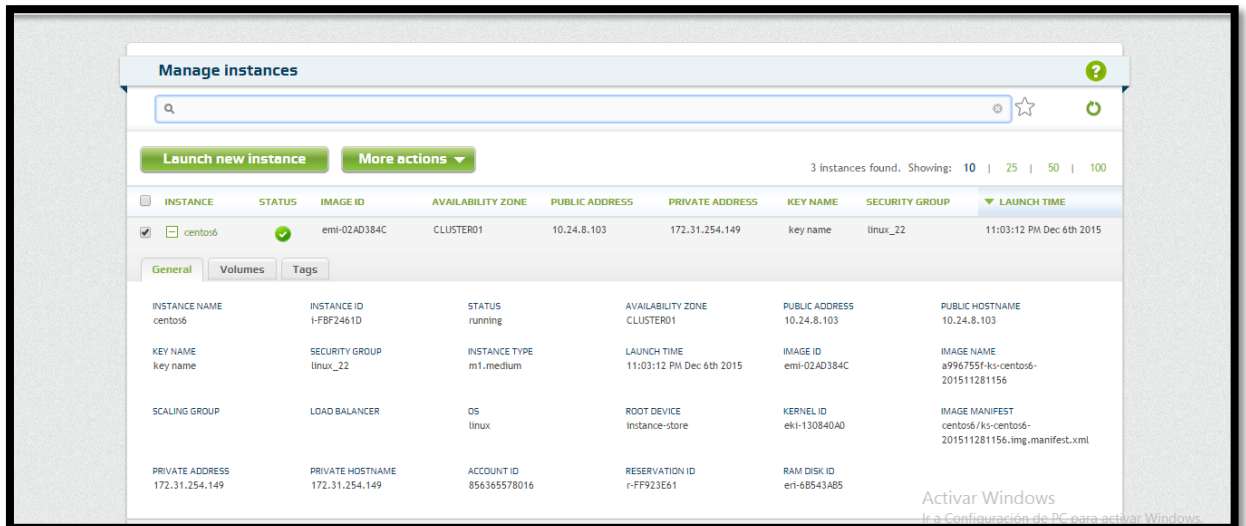 Manage instances
?
Launch new instance More actions 3 instances found. Showing: 10 | 25 | 50 | 100
INSTANCE STATUS IMAGE ID AVAILABILITY ZONE PUBLIC ADDRESS PRIVATE ADDRESS KEY NAME SECURITY GROUP LAUNCH TIME
centos6 emi-02AD384C CLUSTER01 10.24.8.103 172.31.254.149 key name linux_22 11:03:12 PM Dec 6th 2015
General Volumes Tags
INSTANCE NAME INSTANCE ID STATUS AVAILABILITY ZONE PUBLIC ADDRESS PUBLIC HOSTNAME
centos6 i-FBF2461D running CLUSTER01 10.24.8.103 10.24.8.103
KEY NAME SECURITY GROUP INSTANCE TYPE LAUNCH TIME IMAGE ID IMAGE NAME
key name linux_22 m1.medium 11:03:12 PM Dec 6th 2015 emi-02AD384C a996755f-ks-centos6-
201511281156
SCALING GROUP LOAD BALANCER OS ROOT DEVICE KERNEL ID IMAGE MANIFEST
linux instance-store eki-130840A0 centos6/ks-centos6-
201511281156.img.manifest.xml
PRIVATE ADDRESS PRIVATE HOSTNAME ACCOUNT ID RESERVATION ID RAM DISK ID
172.31.254.149 172.31.254.149 856365578016 r-FF923E61 eri-6B543AB5
Activar Windows
Ir a Configuración de PC para activar Windows.